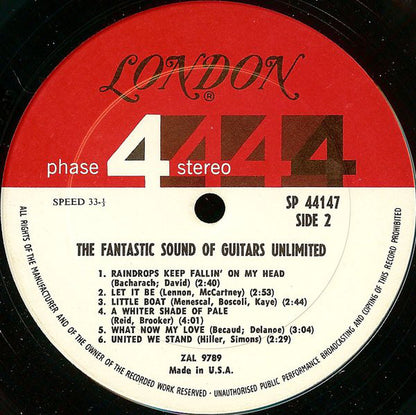 LONDON
®
phase 4 stereo
4 4 4
SPEED 33-⅓
SP 44147
SIDE 2
THE FANTASTIC SOUND OF GUITARS UNLIMITED
1. RAINDROPS KEEP FALLIN' ON MY HEAD
(Bacharach; David) (2:40)
2. LET IT BE (Lennon, McCartney) (2:53)
3. LITTLE BOAT (Menescal, Boscoli, Kaye) (2:44)
4. A WHITER SHADE OF PALE
(Reid, Brooker) (4:01)
5. WHAT NOW MY LOVE (Becaud; Delanoe) (3:04)
6. UNITED WE STAND (Hiller, Simons) (2:29)
ZAL 9789
Made in U.S.A.
ALL RIGHTS OF THE MANUFACTURER AND OF THE OWNER OF THE RECORDED WORK RESERVED - UNAUTHORISED PUBLIC PERFORMANCE BROADCASTING AND COPYING OF THIS RECORD PROHIBITED